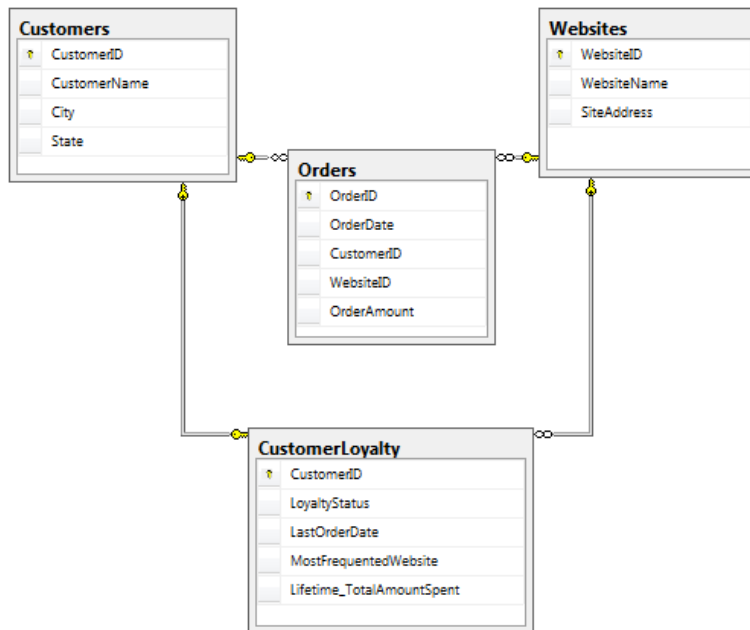 Customers
CustomerID
CustomerName
City
State
Websites
WebsiteID
WebsiteName
SiteAddress
Orders
OrderID
OrderDate
CustomerID
WebsiteID
OrderAmount
CustomerLoyalty
CustomerID
LoyaltyStatus
LastOrderDate
MostFrequentedWebsite
Lifetime_TotalAmountSpent